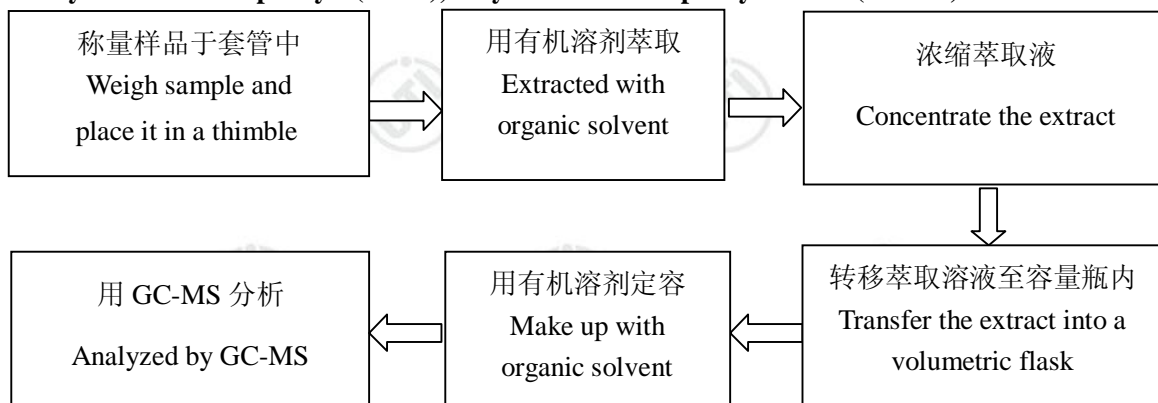 称量样品于套管中
Weigh sample and
place it in a thimble
用有机溶剂萃取
Extracted with
organic solvent
浓缩萃取液
Concentrate the extract
转移萃取溶液至容量瓶内
Transfer the extract into a
volumetric flask
用有机溶剂定容
Make up with
organic solvent
用 GC-MS 分析
Analyzed by GC-MS